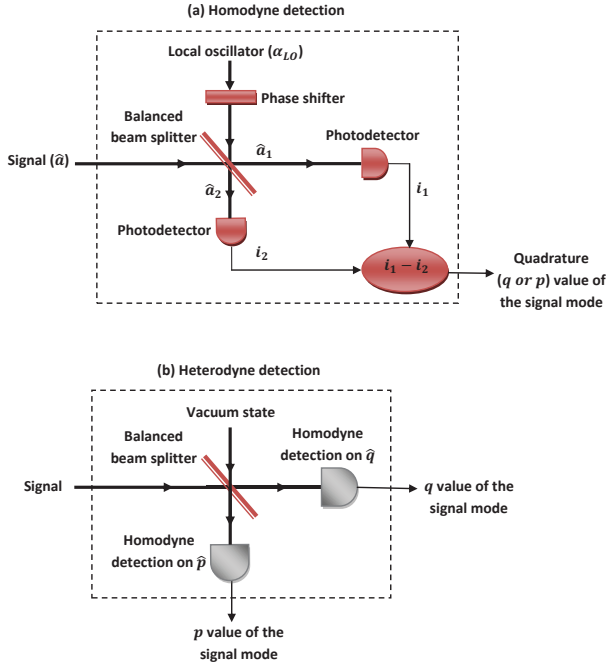 (a) Homodyne detection
Local oscillator (α_LO)
Phase shifter
Balanced
beam splitter
Photodetector
Signal (â)
â₁
â₂
i₁
Photodetector
i₂
i₁ − i₂
Quadrature
(q or p) value of
the signal mode
(b) Heterodyne detection
Vacuum state
Balanced
beam splitter
Homodyne
detection on q̂
Signal
q value of the
signal mode
Homodyne
detection on p̂
p value of the
signal mode